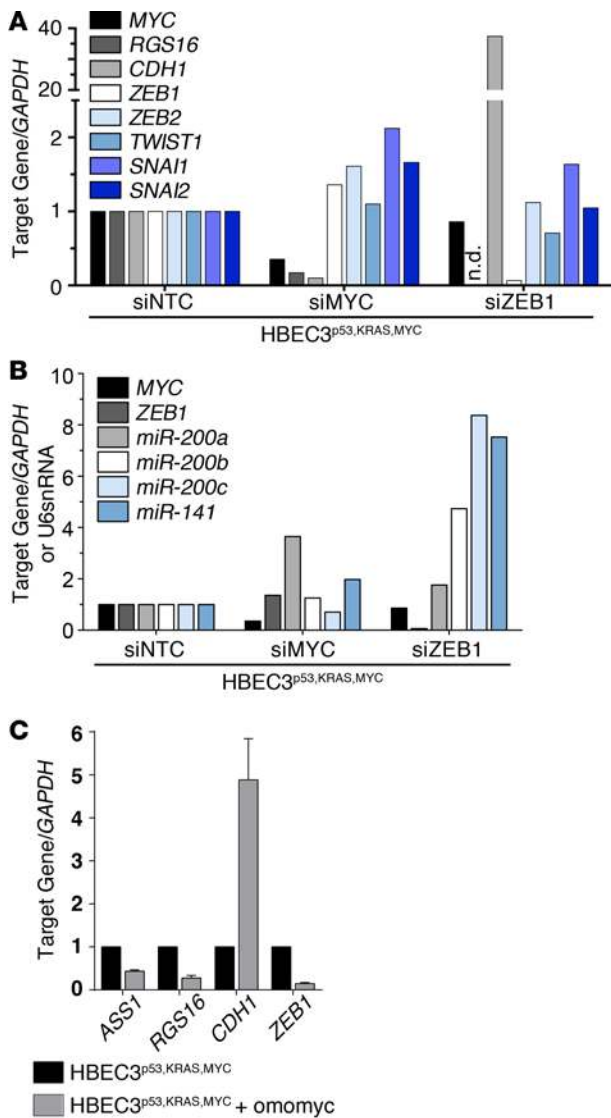 A
40
20
2
1
0
Target Gene/GAPDH
MYC
RGS16
CDH1
ZEB1
ZEB2
TWIST1
SNAI1
SNAI2
n.d.
siNTC siMYC siZEB1
HBEC3p53,KRAS,MYC
B
10
8
6
4
2
0
Target Gene/GAPDH
or U6snRNA
MYC
ZEB1
miR-200a
miR-200b
miR-200c
miR-141
siNTC siMYC siZEB1
HBEC3p53,KRAS,MYC
C
6
5
4
3
2
1
0
Target Gene/GAPDH
ASS1 RGS16 CDH1 ZEB1
HBEC3p53,KRAS,MYC
HBEC3p53,KRAS,MYC + omomyc